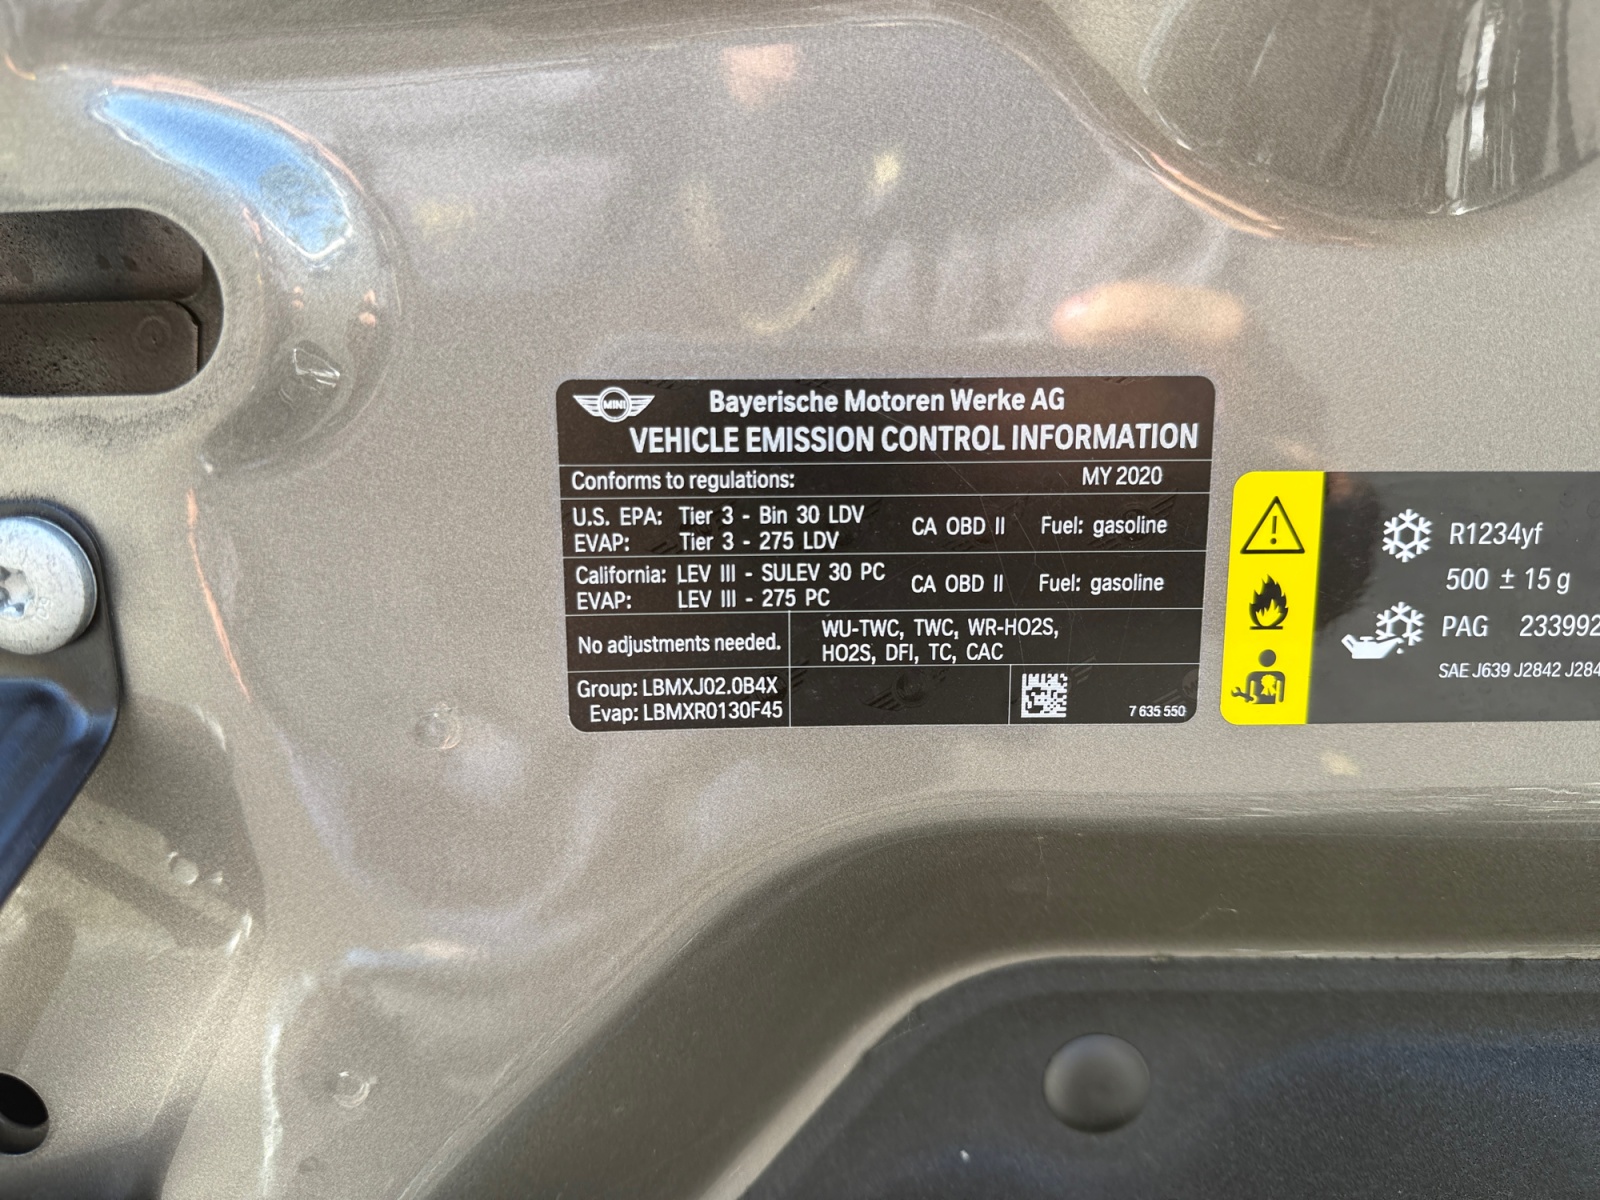 MINI
Bayerische Motoren Werke AG
VEHICLE EMISSION CONTROL INFORMATION
Conforms to regulations: MY 2020
U.S. EPA: Tier 3 - Bin 30 LDV CA OBD II Fuel: gasoline
EVAP: Tier 3 - 275 LDV
California: LEV III - SULEV 30 PC CA OBD II Fuel: gasoline
EVAP: LEV III - 275 PC
No adjustments needed.
WU-TWC, TWC, WR-HO2S,
HO2S, DFI, TC, CAC
Group: LBMXJ02.0B4X
Evap: LBMXR0130F45
7 635 550
R1234yf
500 ± 15 g
PAG 233992
SAE J639 J2842 J284